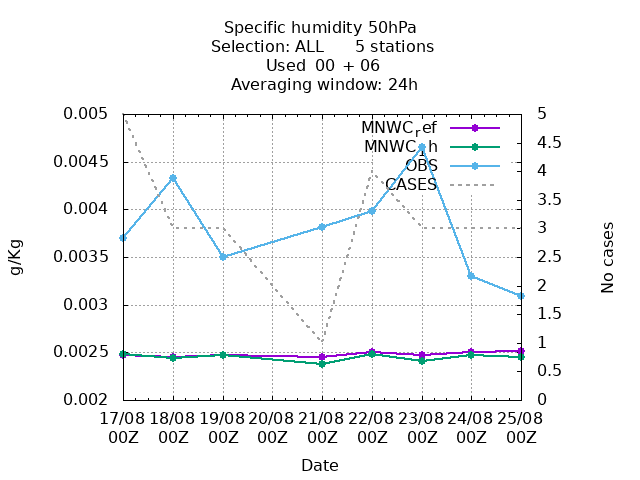 Specific humidity 50hPa
Selection: ALL      5 stations
Used  00 + 06
Averaging window: 24h
0.005
0.0045
0.004
0.0035
0.003
0.0025
0.002
g/Kg
MNWC_ref
MNWC_rh
OBS
CASES
5
4.5
4
3.5
3
2.5
2
1.5
1
0.5
0
No cases
17/08 18/08 19/08 20/08 21/08 22/08 23/08 24/08 25/08
00Z 00Z 00Z 00Z 00Z 00Z 00Z 00Z 00Z
Date